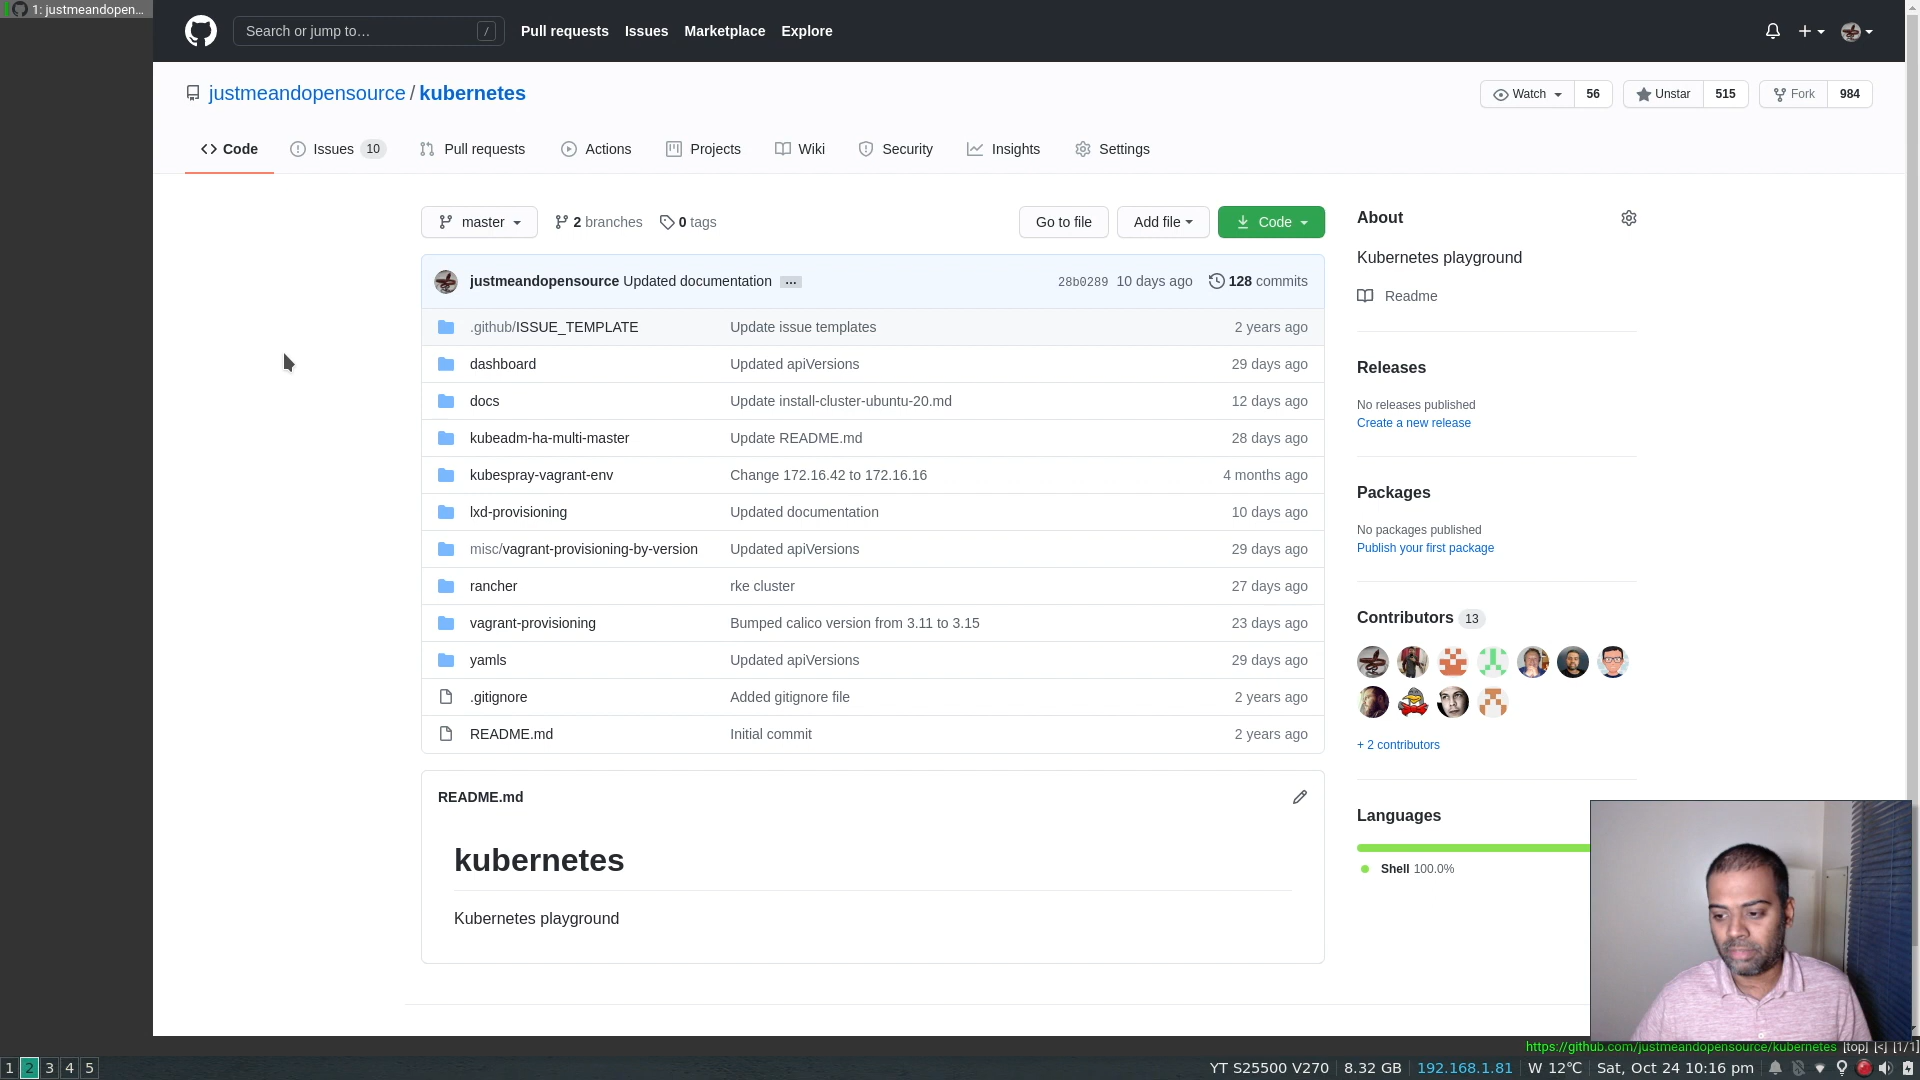 1: justmeandopen...
Search or jump to... /
Pull requests Issues Marketplace Explore
justmeandopensource / kubernetes
Watch 56 Unstar 515 Fork 984
Code Issues 10 Pull requests Actions Projects Wiki Security Insights Settings
master 2 branches 0 tags Go to file Add file Code
justmeandopensource Updated documentation ... 28b0289 10 days ago 128 commits
.github/ISSUE_TEMPLATE Update issue templates 2 years ago
dashboard Updated apiVersions 29 days ago
docs Update install-cluster-ubuntu-20.md 12 days ago
kubeadm-ha-multi-master Update README.md 28 days ago
kubespray-vagrant-env Change 172.16.42 to 172.16.16 4 months ago
lxd-provisioning Updated documentation 10 days ago
misc/vagrant-provisioning-by-version Updated apiVersions 29 days ago
rancher rke cluster 27 days ago
vagrant-provisioning Bumped calico version from 3.11 to 3.15 23 days ago
yamls Updated apiVersions 29 days ago
.gitignore Added gitignore file 2 years ago
README.md Initial commit 2 years ago
README.md
kubernetes
Kubernetes playground
About
Kubernetes playground
Readme
Releases
No releases published
Create a new release
Packages
No packages published
Publish your first package
Contributors 13
+ 2 contributors
Languages
Shell 100.0%
https://github.com/justmeandopensource/kubernetes [top] [<] [1/1]
1 2 3 4 5 YT S25500 V270 8.32 GB 192.168.1.81 W 12℃ Sat, Oct 24 10:16 pm